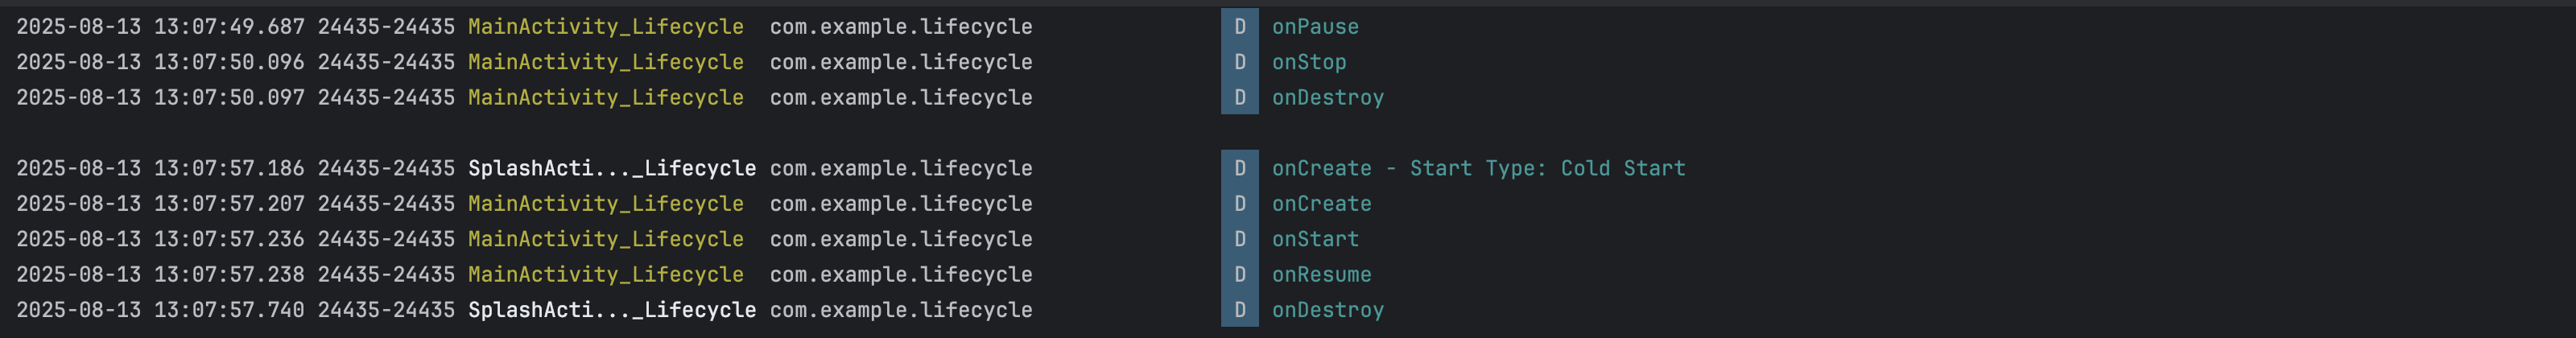 2025-08-13 13:07:49.687 24435-24435 MainActivity_Lifecycle com.example.lifecycle D onPause
2025-08-13 13:07:50.096 24435-24435 MainActivity_Lifecycle com.example.lifecycle D onStop
2025-08-13 13:07:50.097 24435-24435 MainActivity_Lifecycle com.example.lifecycle D onDestroy
2025-08-13 13:07:57.186 24435-24435 SplashActi..._Lifecycle com.example.lifecycle D onCreate - Start Type: Cold Start
2025-08-13 13:07:57.207 24435-24435 MainActivity_Lifecycle com.example.lifecycle D onCreate
2025-08-13 13:07:57.236 24435-24435 MainActivity_Lifecycle com.example.lifecycle D onStart
2025-08-13 13:07:57.238 24435-24435 MainActivity_Lifecycle com.example.lifecycle D onResume
2025-08-13 13:07:57.740 24435-24435 SplashActi..._Lifecycle com.example.lifecycle D onDestroy